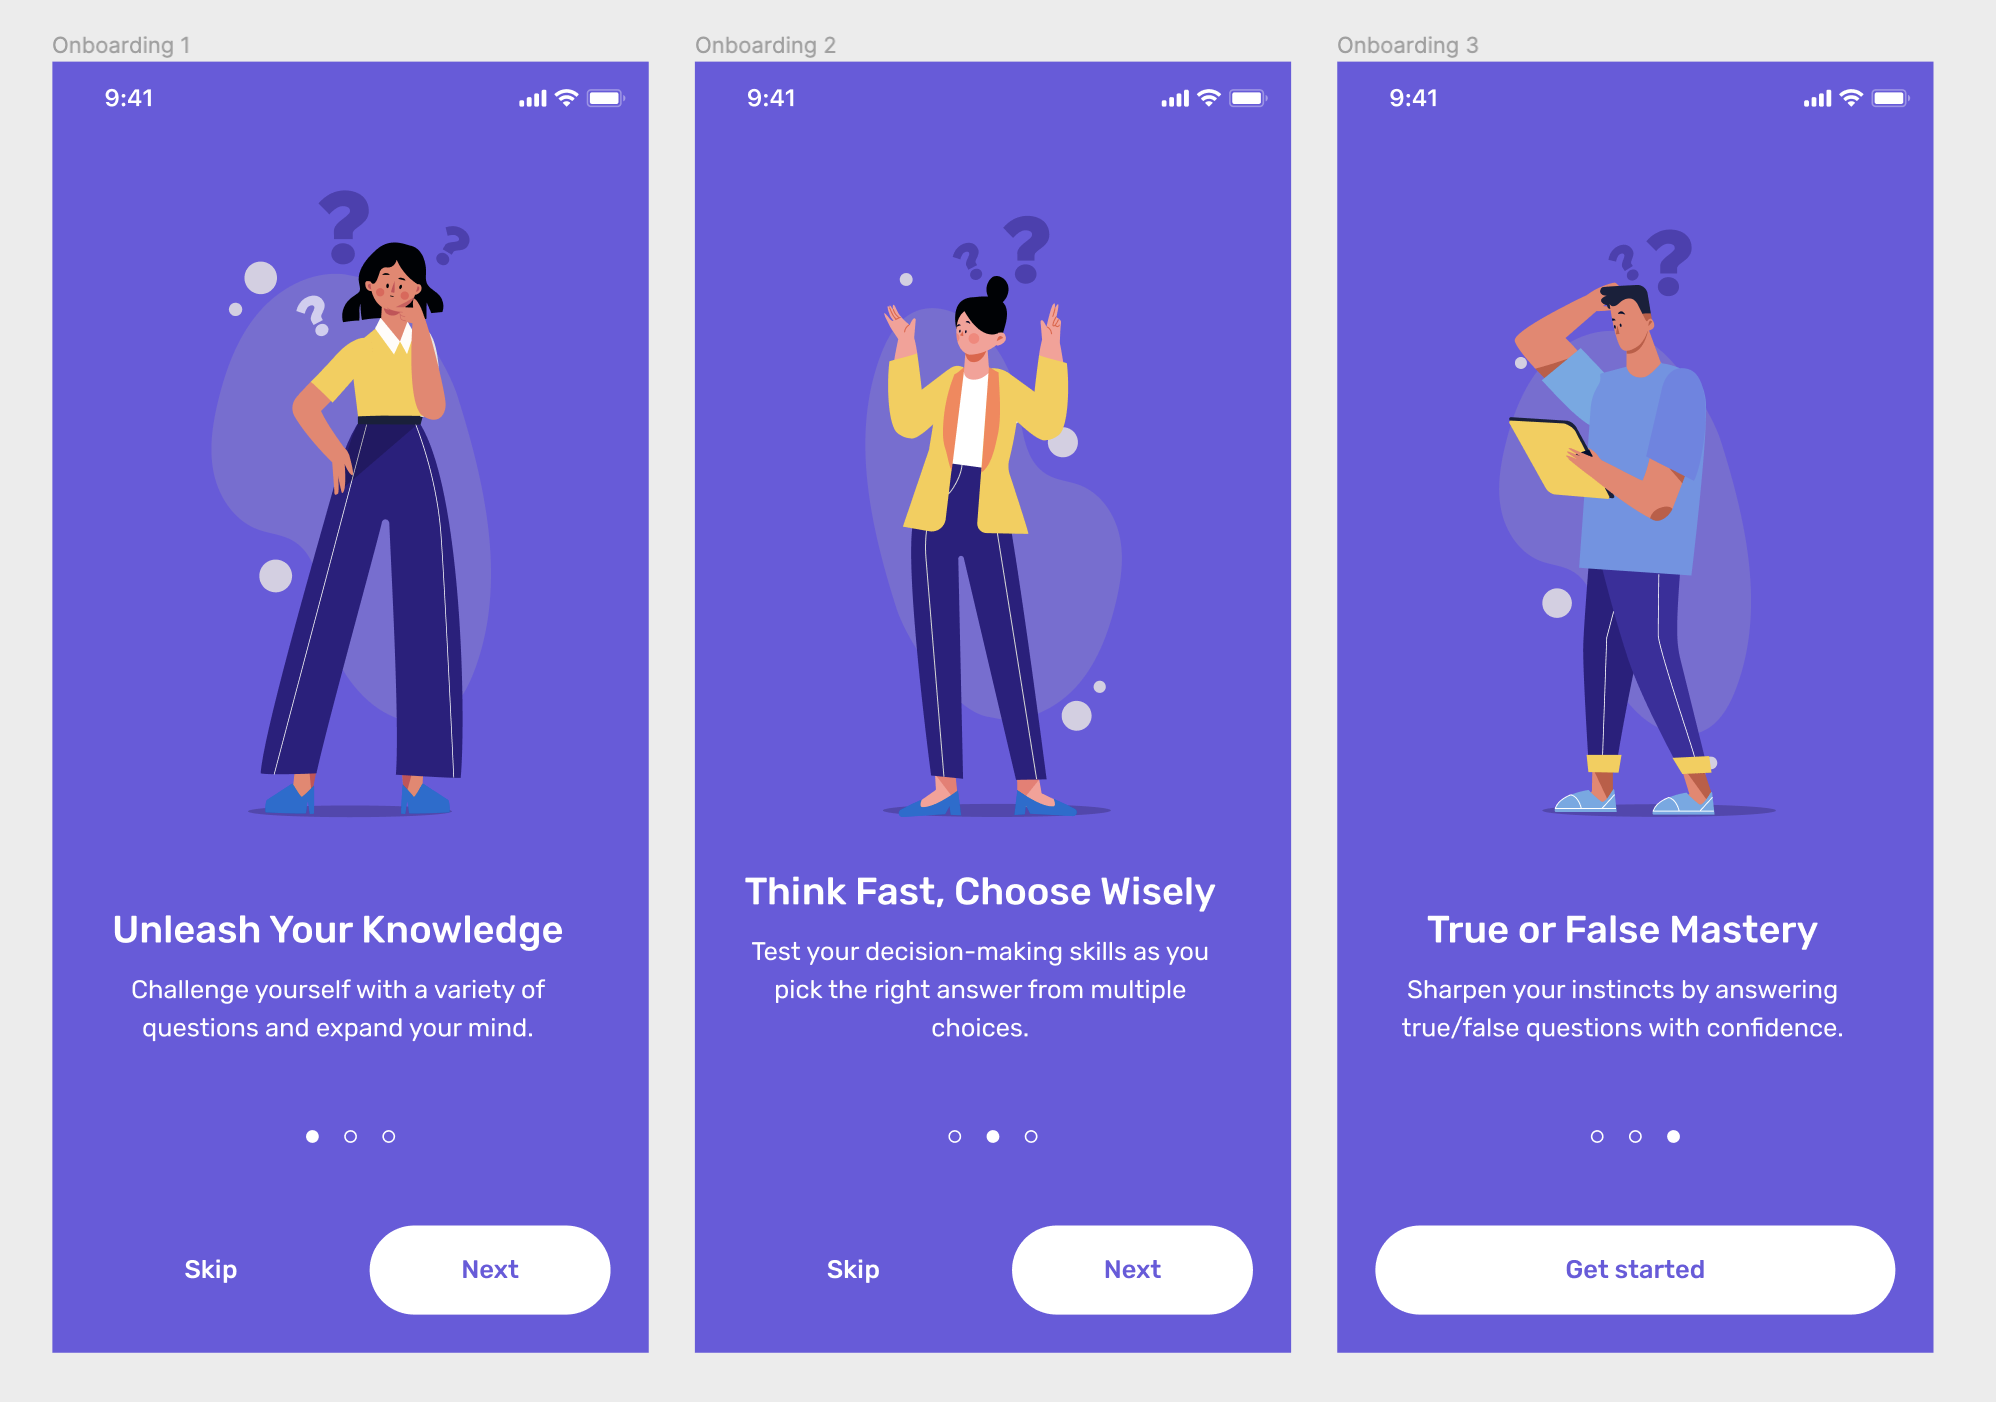 Onboarding 1
9:41
?
?
?
Unleash Your Knowledge
Challenge yourself with a variety of
questions and expand your mind.
Skip
Next
Onboarding 2
9:41
?
?
Think Fast, Choose Wisely
Test your decision-making skills as you
pick the right answer from multiple
choices.
Skip
Next
Onboarding 3
9:41
?
?
True or False Mastery
Sharpen your instincts by answering
true/false questions with confidence.
Get started